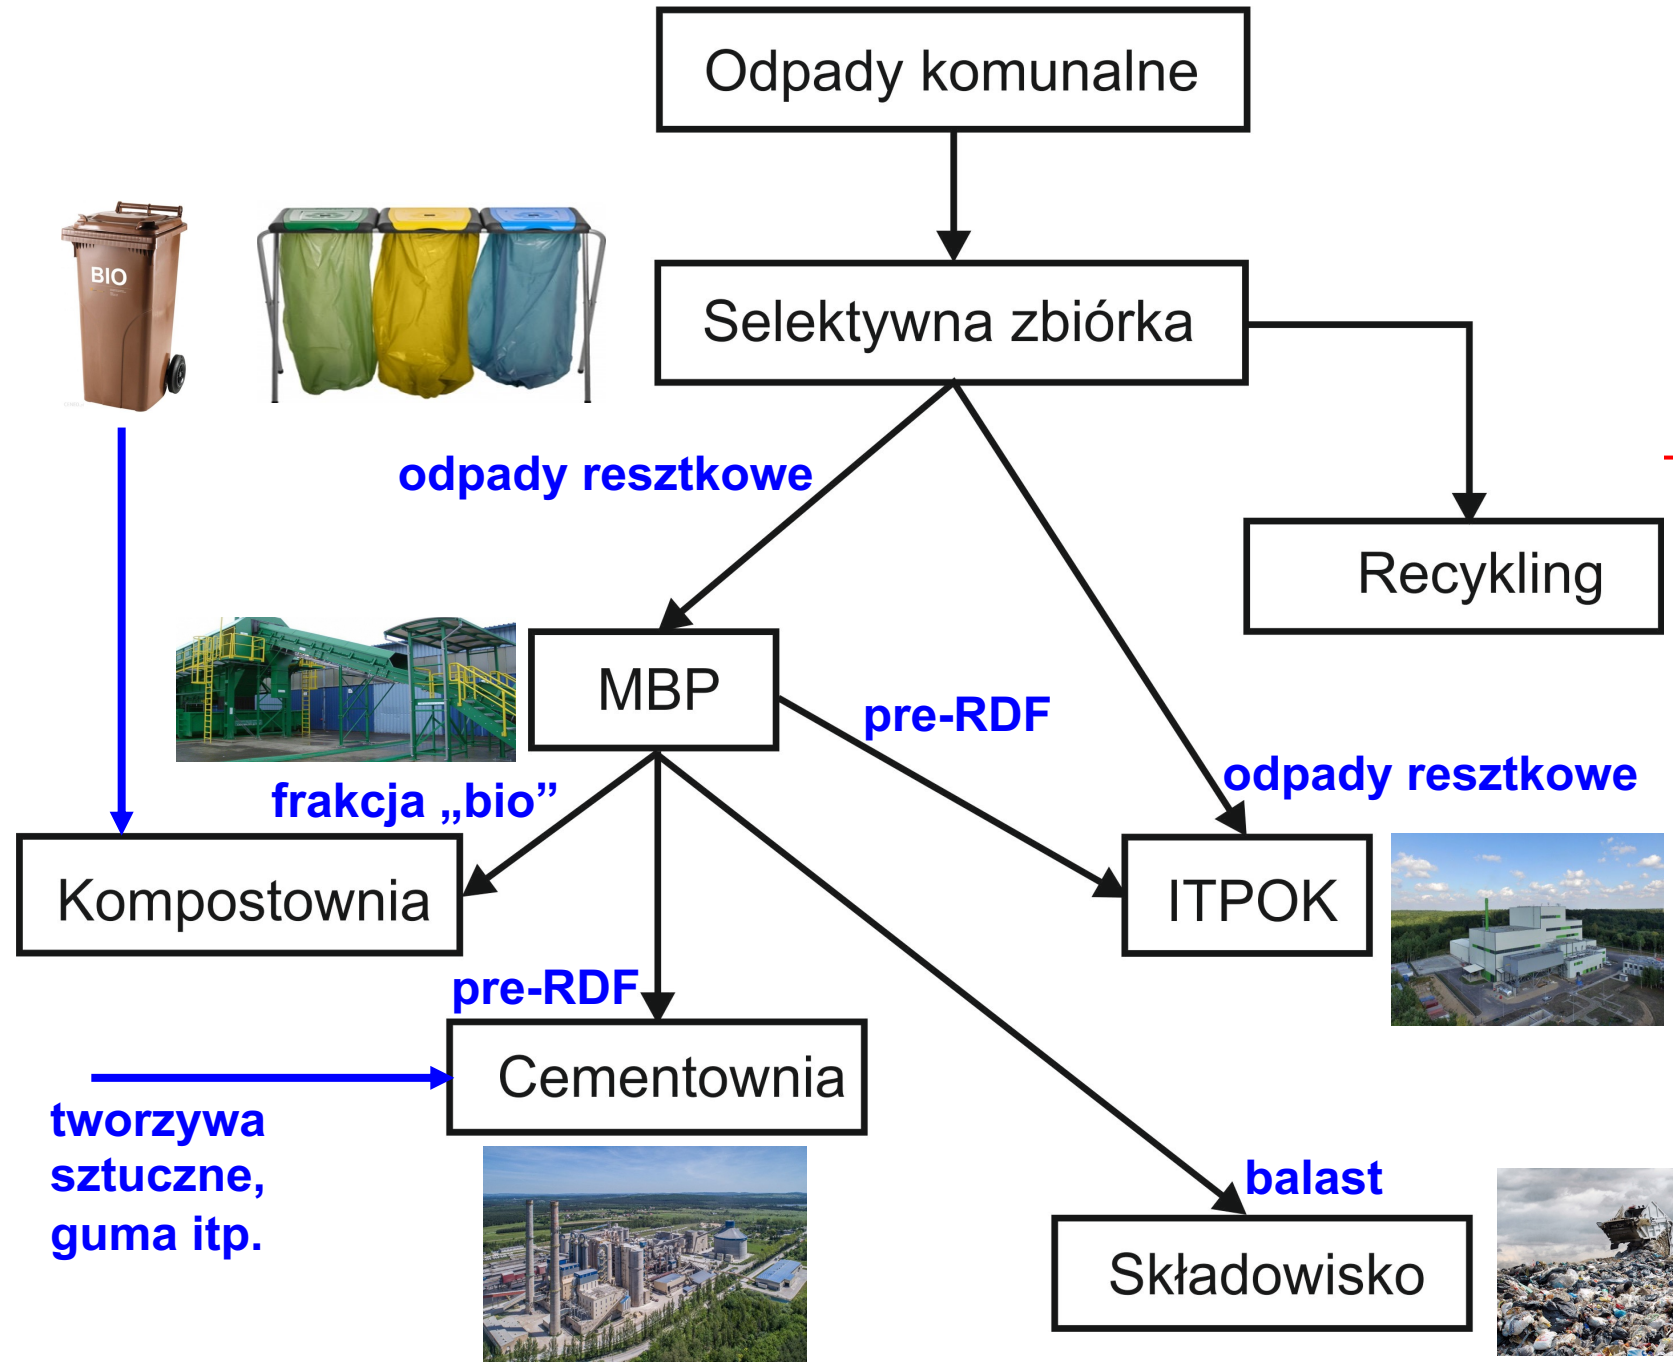 Odpady komunalne
BIO
Selektywna zbiórka
odpady resztkowe
Recykling
MBP
pre-RDF
odpady resztkowe
frakcja „bio”
Kompostownia
ITPOK
pre-RDF
Cementownia
tworzywa
sztuczne,
guma itp.
balast
Składowisko